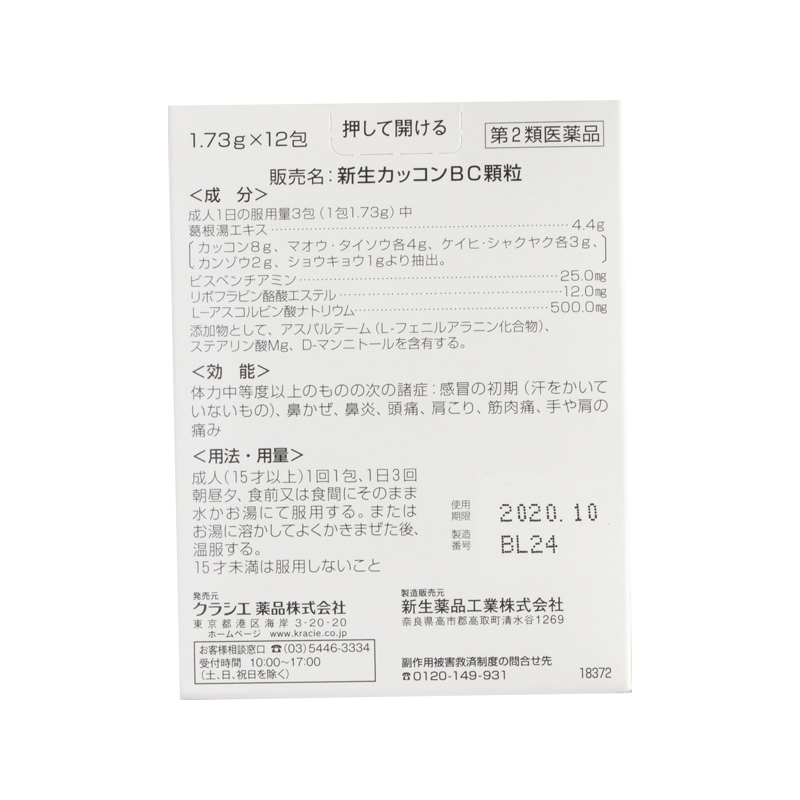 1.73g×12包
押して開ける
第2類医薬品
販売名：新生カッコンBC顆粒
＜成 分＞
成人1日の服用量3包（1包1.73g）中
葛根湯エキス…4.4g
カッコン8g、マオウ・タイソウ各4g、ケイヒ・シャクヤク各3g、
カンゾウ2g、ショウキョウ1gより抽出。
ビスベンチアミン…25.0mg
リボフラビン酪酸エステル…12.0mg
L-アスコルビン酸ナトリウム…500.0mg
添加物として、アスパルテーム（L-フェニルアラニン化合物）、
ステアリン酸Mg、D-マンニトールを含有する。
＜効 能＞
体力中等度以上のものの次の諸症：感冒の初期（汗をかいて
いないもの）、鼻かぜ、鼻炎、頭痛、肩こり、筋肉痛、手や肩の
痛み
＜用法・用量＞
成人（15才以上）1回1包、1日3回
朝昼夕、食前又は食間にそのまま
水かお湯にて服用する。または
お湯に溶かしてよくかきまぜた後、
温服する。
15才未満は服用しないこと
使用
期限
2020.10
製造
番号
BL24
発売元
クラシエ 薬品株式会社
東京都港区海岸 3-20-20
ホームページ www.kracie.co.jp
お客様相談窓口 ☎(03)5446-3334
受付時間 10:00〜17:00
（土、日、祝日を除く）
製造販売元
新生薬品工業株式会社
奈良県高市郡高取町清水谷1269
副作用被害救済制度の問合せ先
☎0120-149-931
18372